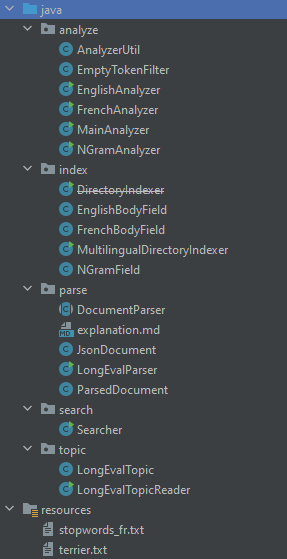 java
analyze
AnalyzerUtil
EmptyTokenFilter
EnglishAnalyzer
FrenchAnalyzer
MainAnalyzer
NGramAnalyzer
index
DirectoryIndexer
EnglishBodyField
FrenchBodyField
MultilingualDirectoryIndexer
NGramField
parse
DocumentParser
explanation.md
JsonDocument
LongEvalParser
ParsedDocument
search
Searcher
topic
LongEvalTopic
LongEvalTopicReader
resources
stopwords_fr.txt
terrier.txt